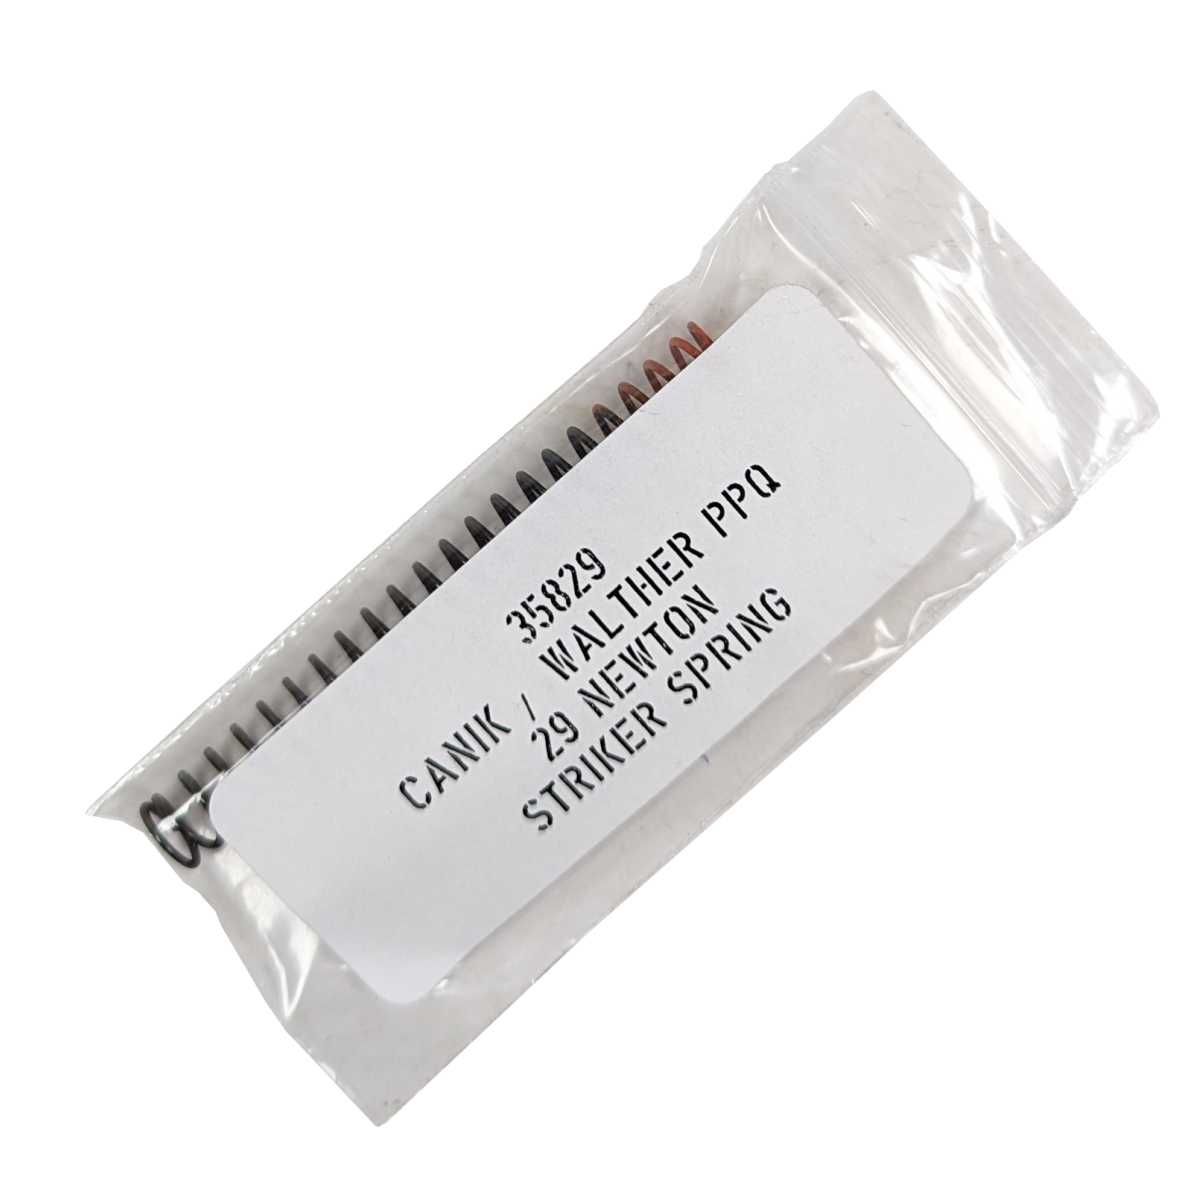 35829
CANIK / WALTHER PPQ
29 NEWTON
STRIKER SPRING